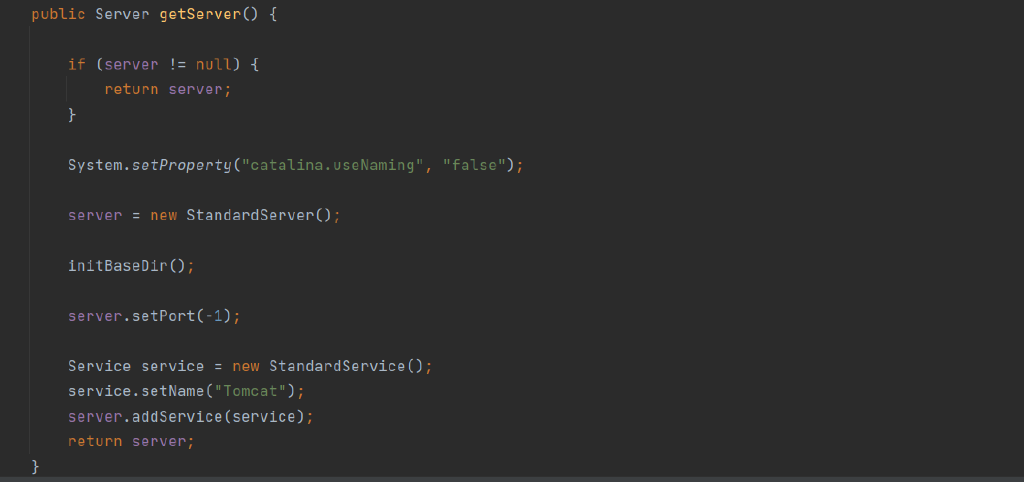 public Server getServer() {
if (server != null) {
return server;
}
System.setProperty("catalina.useNaming", "false");
server = new StandardServer();
initBaseDir();
server.setPort(-1);
Service service = new StandardService();
service.setName("Tomcat");
server.addService(service);
return server;
}